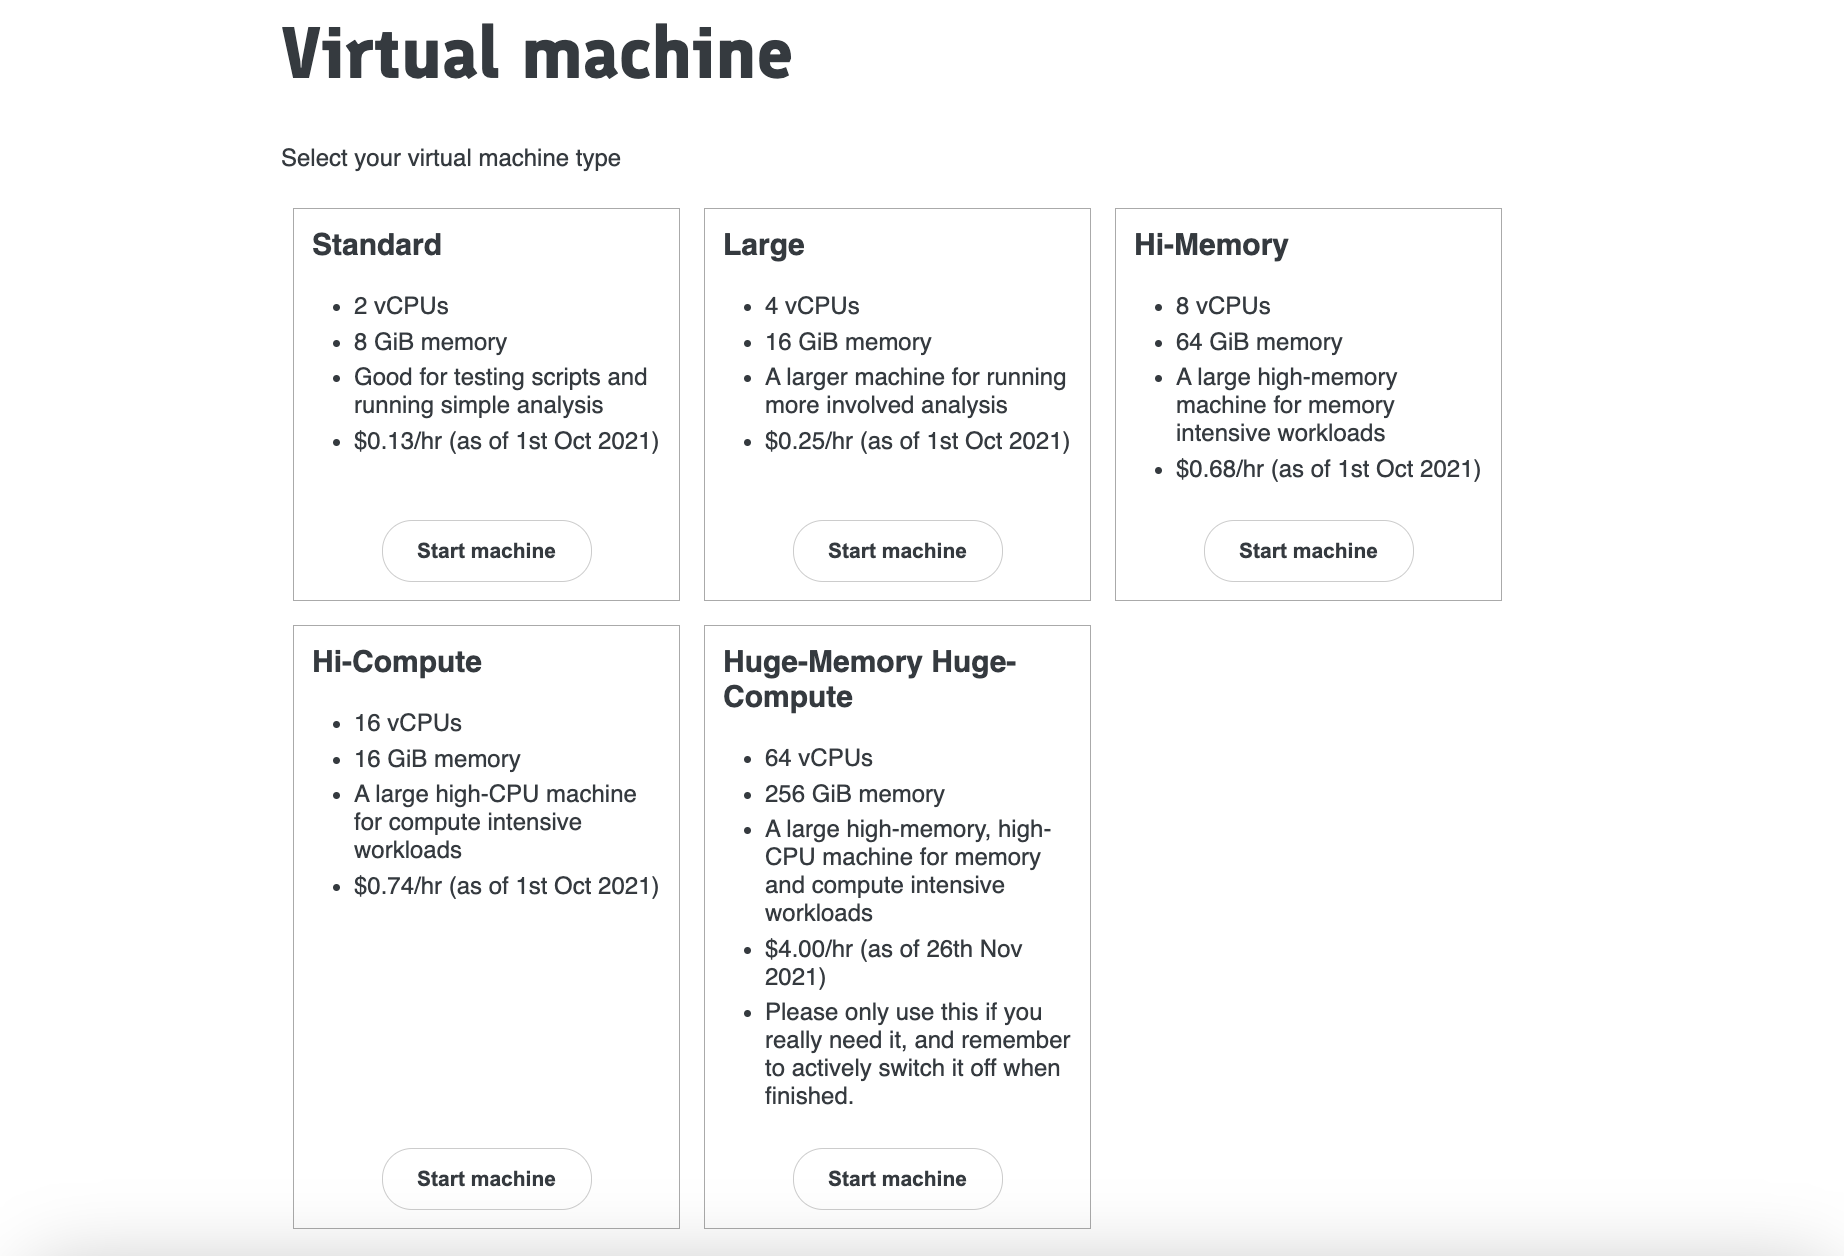 Virtual machine
Select your virtual machine type
Standard
• 2 vCPUs
• 8 GiB memory
• Good for testing scripts and
running simple analysis
• $0.13/hr (as of 1st Oct 2021)
Start machine
Large
• 4 vCPUs
• 16 GiB memory
• A larger machine for running
more involved analysis
• $0.25/hr (as of 1st Oct 2021)
Start machine
Hi-Memory
• 8 vCPUs
• 64 GiB memory
• A large high-memory
machine for memory
intensive workloads
• $0.68/hr (as of 1st Oct 2021)
Start machine
Hi-Compute
• 16 vCPUs
• 16 GiB memory
• A large high-CPU machine
for compute intensive
workloads
• $0.74/hr (as of 1st Oct 2021)
Start machine
Huge-Memory Huge-
Compute
• 64 vCPUs
• 256 GiB memory
• A large high-memory, high-
CPU machine for memory
and compute intensive
workloads
• $4.00/hr (as of 26th Nov
2021)
• Please only use this if you
really need it, and remember
to actively switch it off when
finished.
Start machine